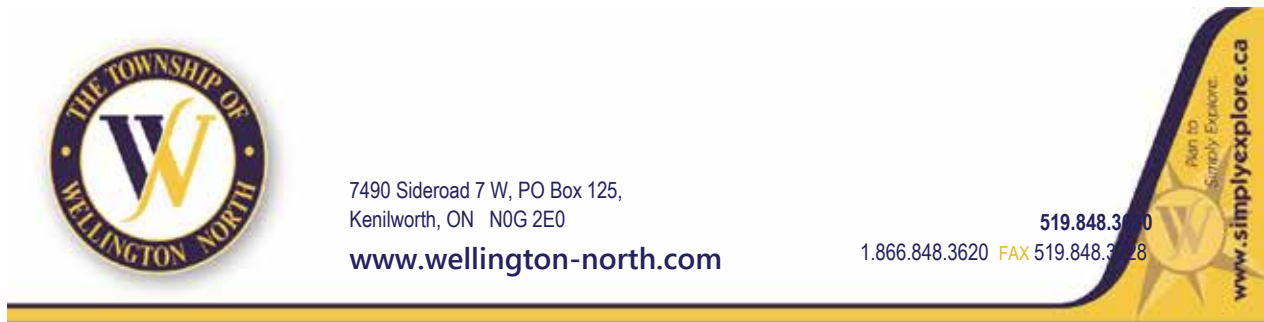 THE TOWNSHIP OF
WELLINGTON NORTH
7490 Sideroad 7 W, PO Box 125,
Kenilworth, ON N0G 2E0
www.wellington-north.com
1.866.848.3620 FAX
Plan to
Simply Explore.
www.simplyexplore.ca